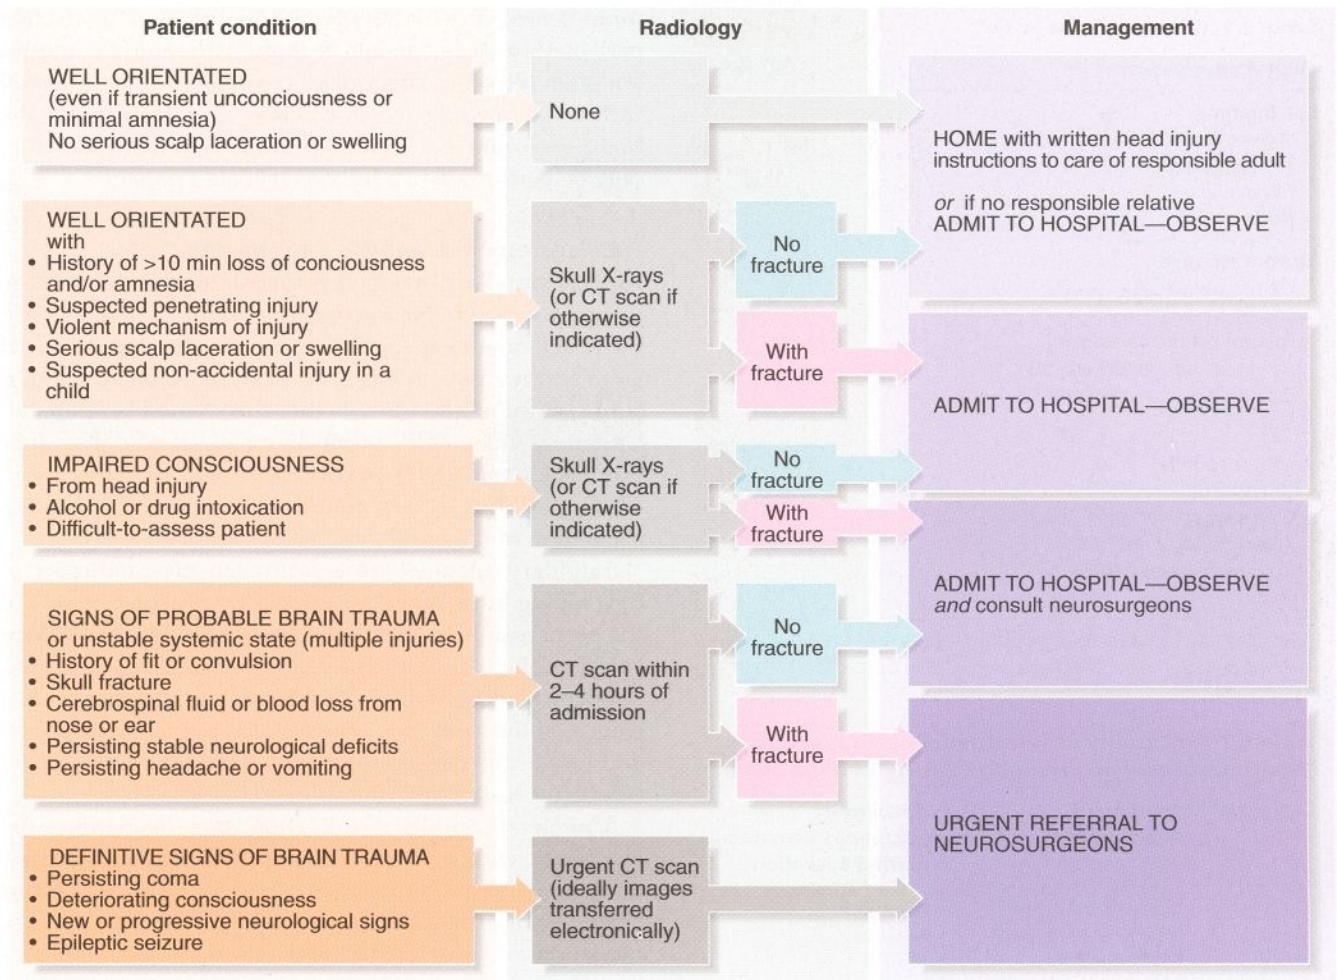 Patient condition
Radiology
Management
WELL ORIENTATED
(even if transient unconciousness or
minimal amnesia)
No serious scalp laceration or swelling
None
HOME with written head injury
instructions to care of responsible adult
or if no responsible relative
ADMIT TO HOSPITAL—OBSERVE
WELL ORIENTATED
with
• History of >10 min loss of conciousness
and/or amnesia
• Suspected penetrating injury
• Violent mechanism of injury
• Serious scalp laceration or swelling
• Suspected non-accidental injury in a
child
Skull X-rays
(or CT scan if
otherwise
indicated)
No
fracture
With
fracture
ADMIT TO HOSPITAL—OBSERVE
IMPAIRED CONSCIOUSNESS
• From head injury
• Alcohol or drug intoxication
• Difficult-to-assess patient
Skull X-rays
(or CT scan if
otherwise
indicated)
No
fracture
With
fracture
ADMIT TO HOSPITAL—OBSERVE
and consult neurosurgeons
SIGNS OF PROBABLE BRAIN TRAUMA
or unstable systemic state (multiple injuries)
• History of fit or convulsion
• Skull fracture
• Cerebrospinal fluid or blood loss from
nose or ear
• Persisting stable neurological deficits
• Persisting headache or vomiting
CT scan within
2–4 hours of
admission
No
fracture
With
fracture
URGENT REFERRAL TO
NEUROSURGEONS
DEFINITIVE SIGNS OF BRAIN TRAUMA
• Persisting coma
• Deteriorating consciousness
• New or progressive neurological signs
• Epileptic seizure
Urgent CT scan
(ideally images
transferred
electronically)